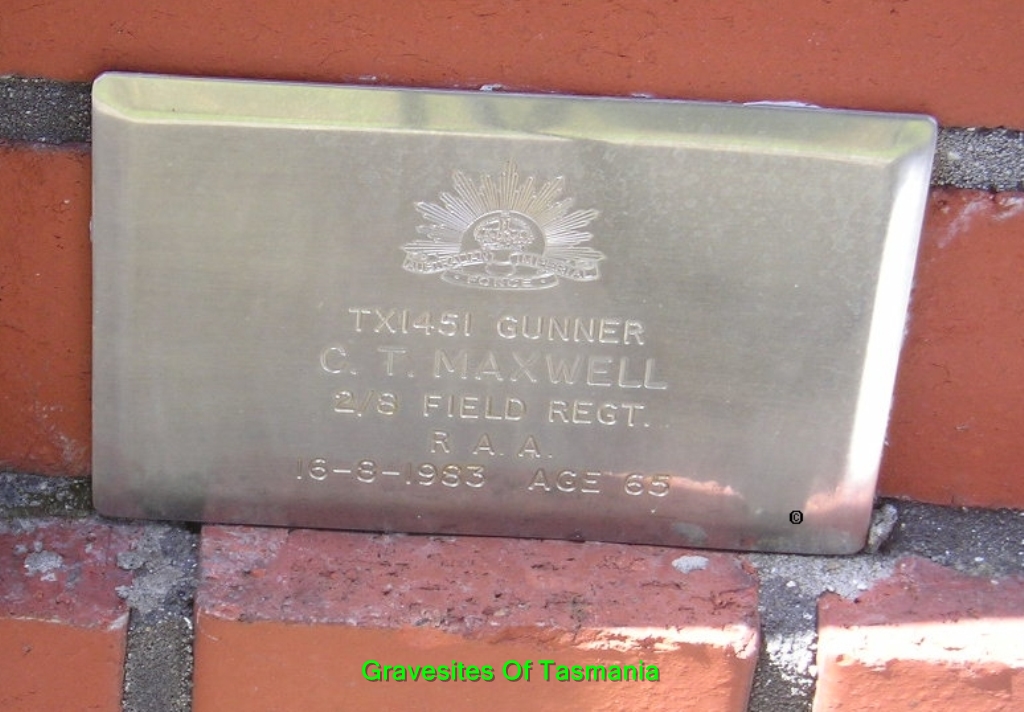 AUSTRALIAN IMPERIAL
FORCE
TX1451 GUNNER
C. T. MAXWELL
2/8 FIELD REGT.
R. A. A.
16-8-1983 AGE 65
©
Gravesites Of Tasmania